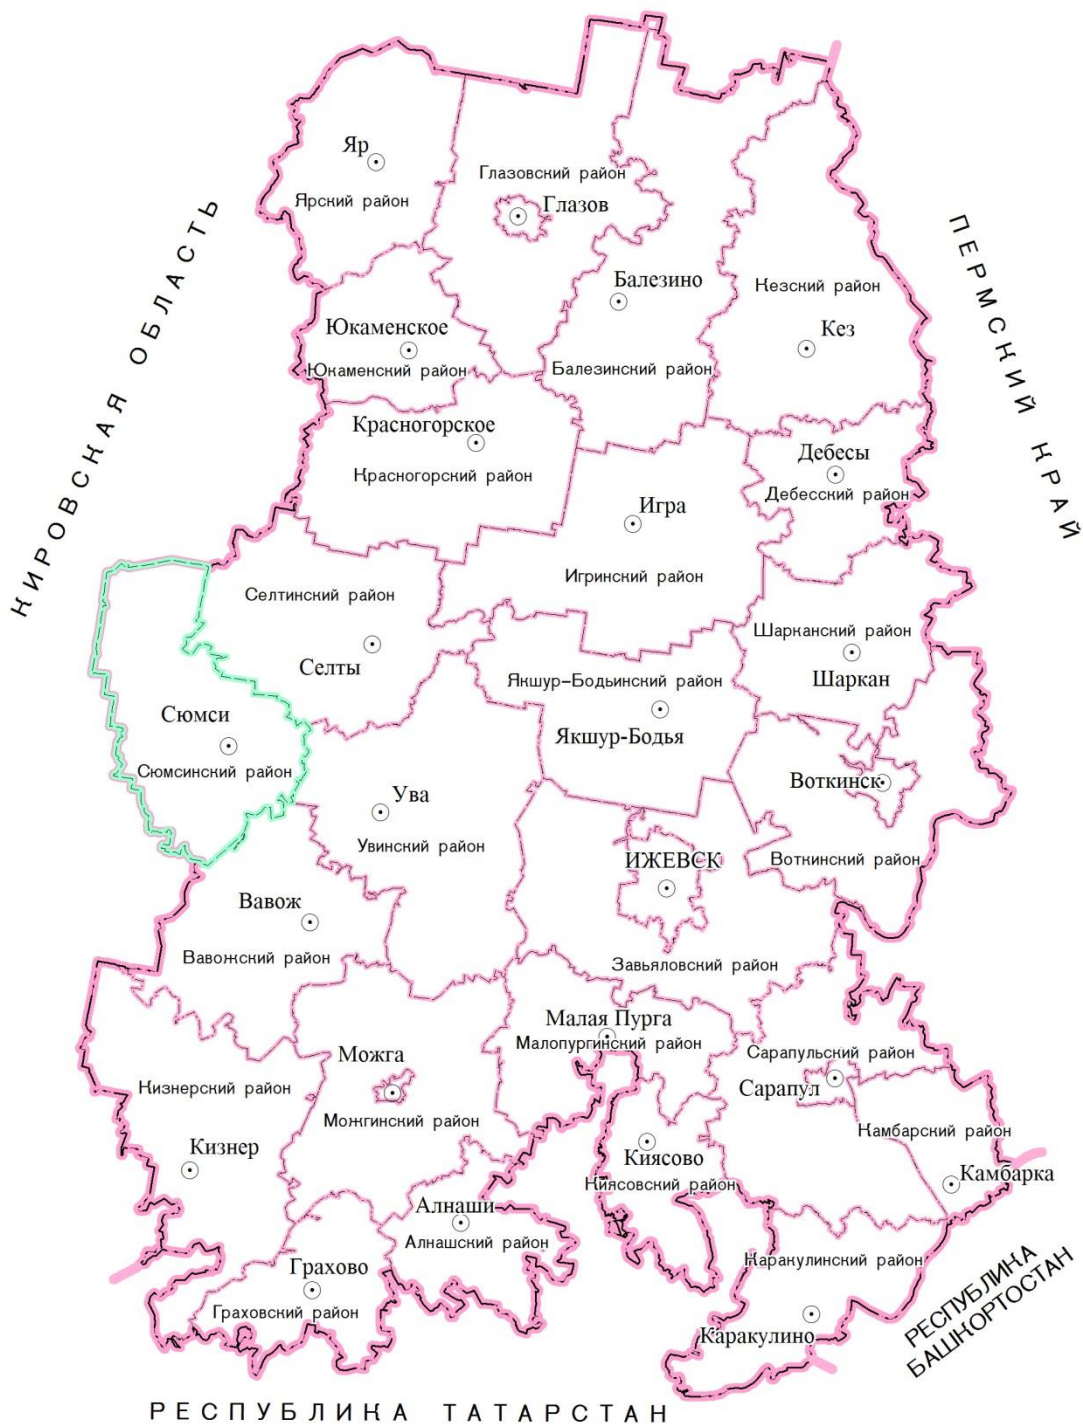 Яр
Ярский район
Глазовский район
Глазов
КИРОВСКАЯ ОБЛАСТЬ
ПЕРМСКИЙ КРАЙ
Балезино
Кезский район
Юкаменское
Кез
Юкаменский район
Балезинский район
Красногорское
Дебесы
Красногорский район
Дебесский район
Игра
Игринский район
Селтинский район
Шарканский район
Селты
Шаркан
Якшур-Бодьинский район
Сюмси
Якшур-Бодья
Сюмсинский район
Воткинск
Ува
Увинский район
ИЖЕВСК
Воткинский район
Вавож
Вавожский район
Завьяловский район
Малая Пурга
Малопургинский район
Можга
Сарапульский район
Кизнерский район
Сарапул
Можгинский район
Камбарский район
Кизнер
Киясово
Камбарка
Киясовский район
Алнаши
Алнашский район
Каракулинский район
Грахово
Граховский район
Каракулино
РЕСПУБЛИКА
БАШКОРТОСТАН
РЕСПУБЛИКА ТАТАРСТАН